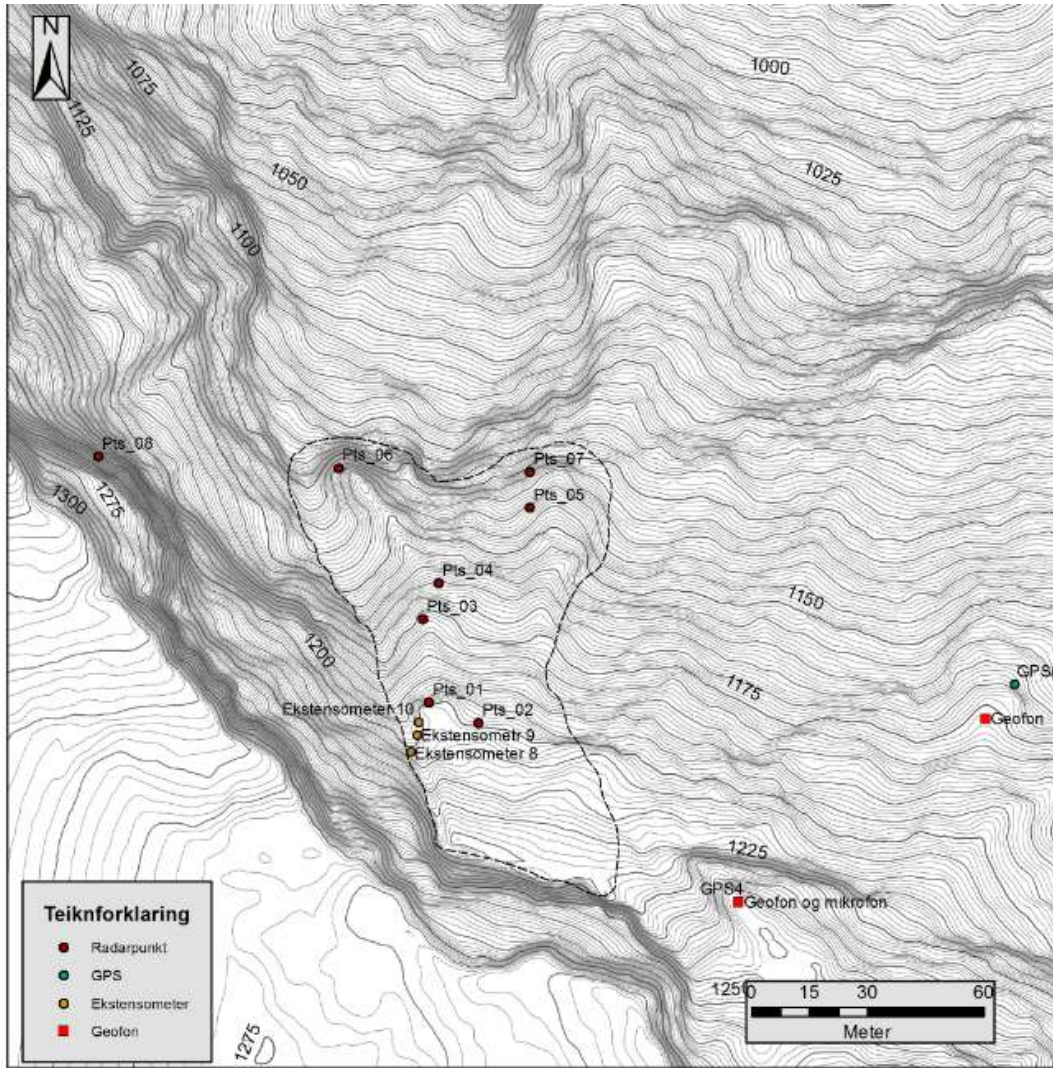 N
1075
1125
1000
1050
1025
1100
Pts_08
Pts_06
Pts_07
1275
1300
Pts_05
Pts_04
Pts_03
1150
1200
1175
GPS
Pts_01
Ekstensometer 10
Pts_02
Geofon
Ekstensometr 9
Ekstensometer 8
1225
GPS4
Geofon og mikrofon
1250
Teiknforklaring
Radarpunkt
GPS
Ekstensometer
Geofon
0 15 30 60
Meter
1275